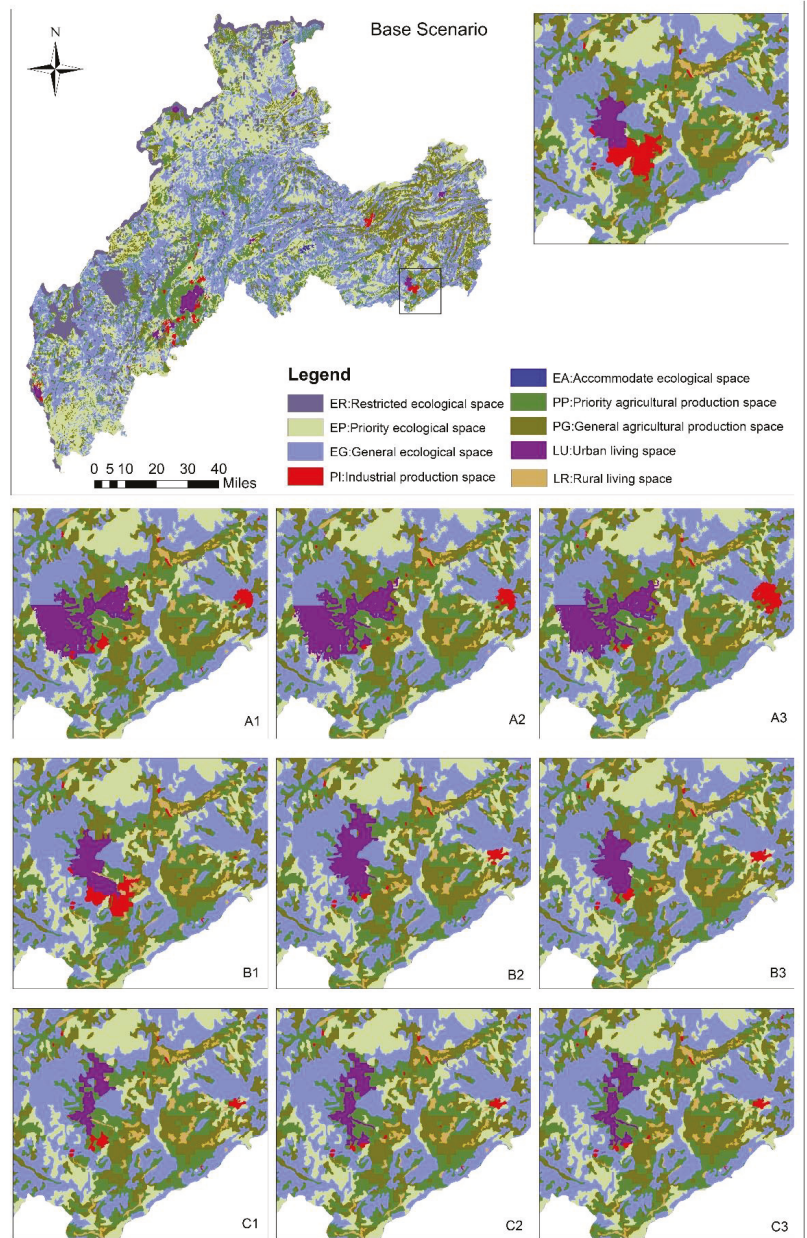 N
Base Scenario
Legend
ER:Restricted ecological space
EP:Priority ecological space
EG:General ecological space
PI:Industrial production space
EA:Accommodate ecological space
PP:Priority agricultural production space
PG:General agricultural production space
LU:Urban living space
LR:Rural living space
0 5 10 20 30 40
Miles
A1
A2
A3
B1
B2
B3
C1
C2
C3